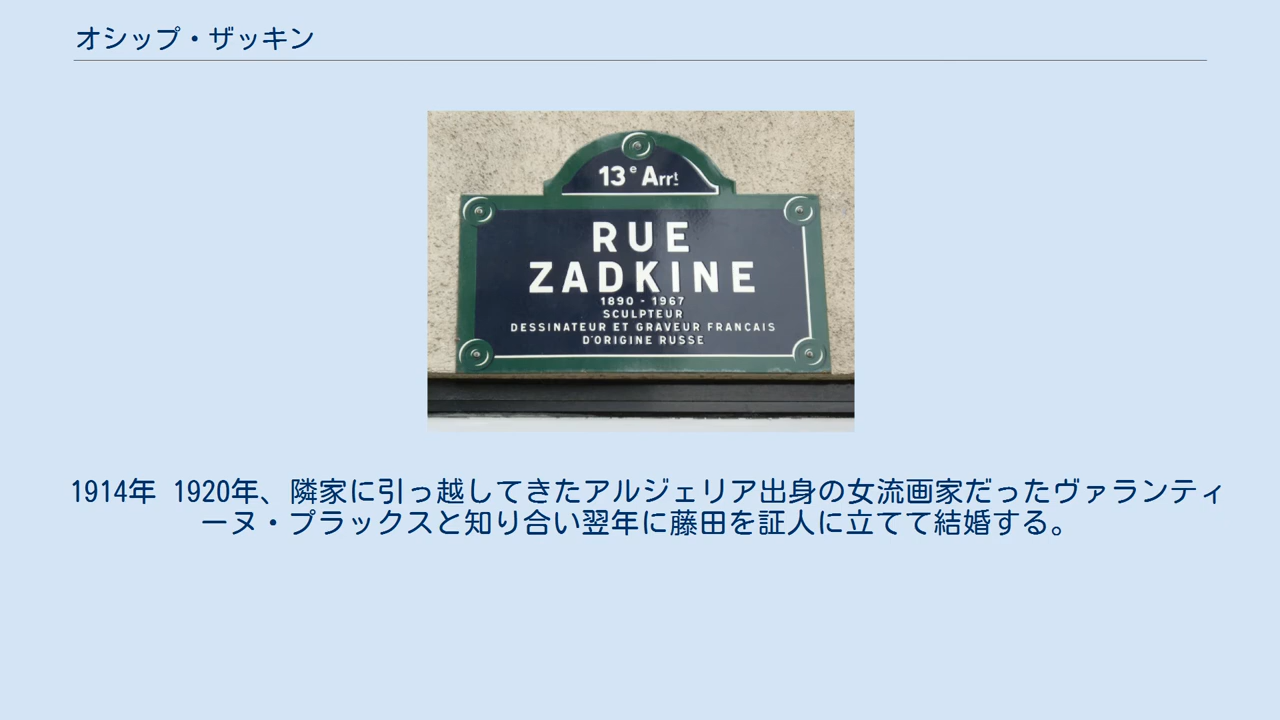 オシップ・ザッキン
13e Arrt
RUE
ZADKINE
1890 - 1967
SCULPTEUR
DESSINATEUR ET GRAVEUR FRANCAIS
D'ORIGINE RUSSE
1914年 1920年、隣家に引っ越してきたアルジェリア出身の女流画家だったヴァランティ
ーヌ・プラックスと知り合い翌年に藤田を証人に立てて結婚する。